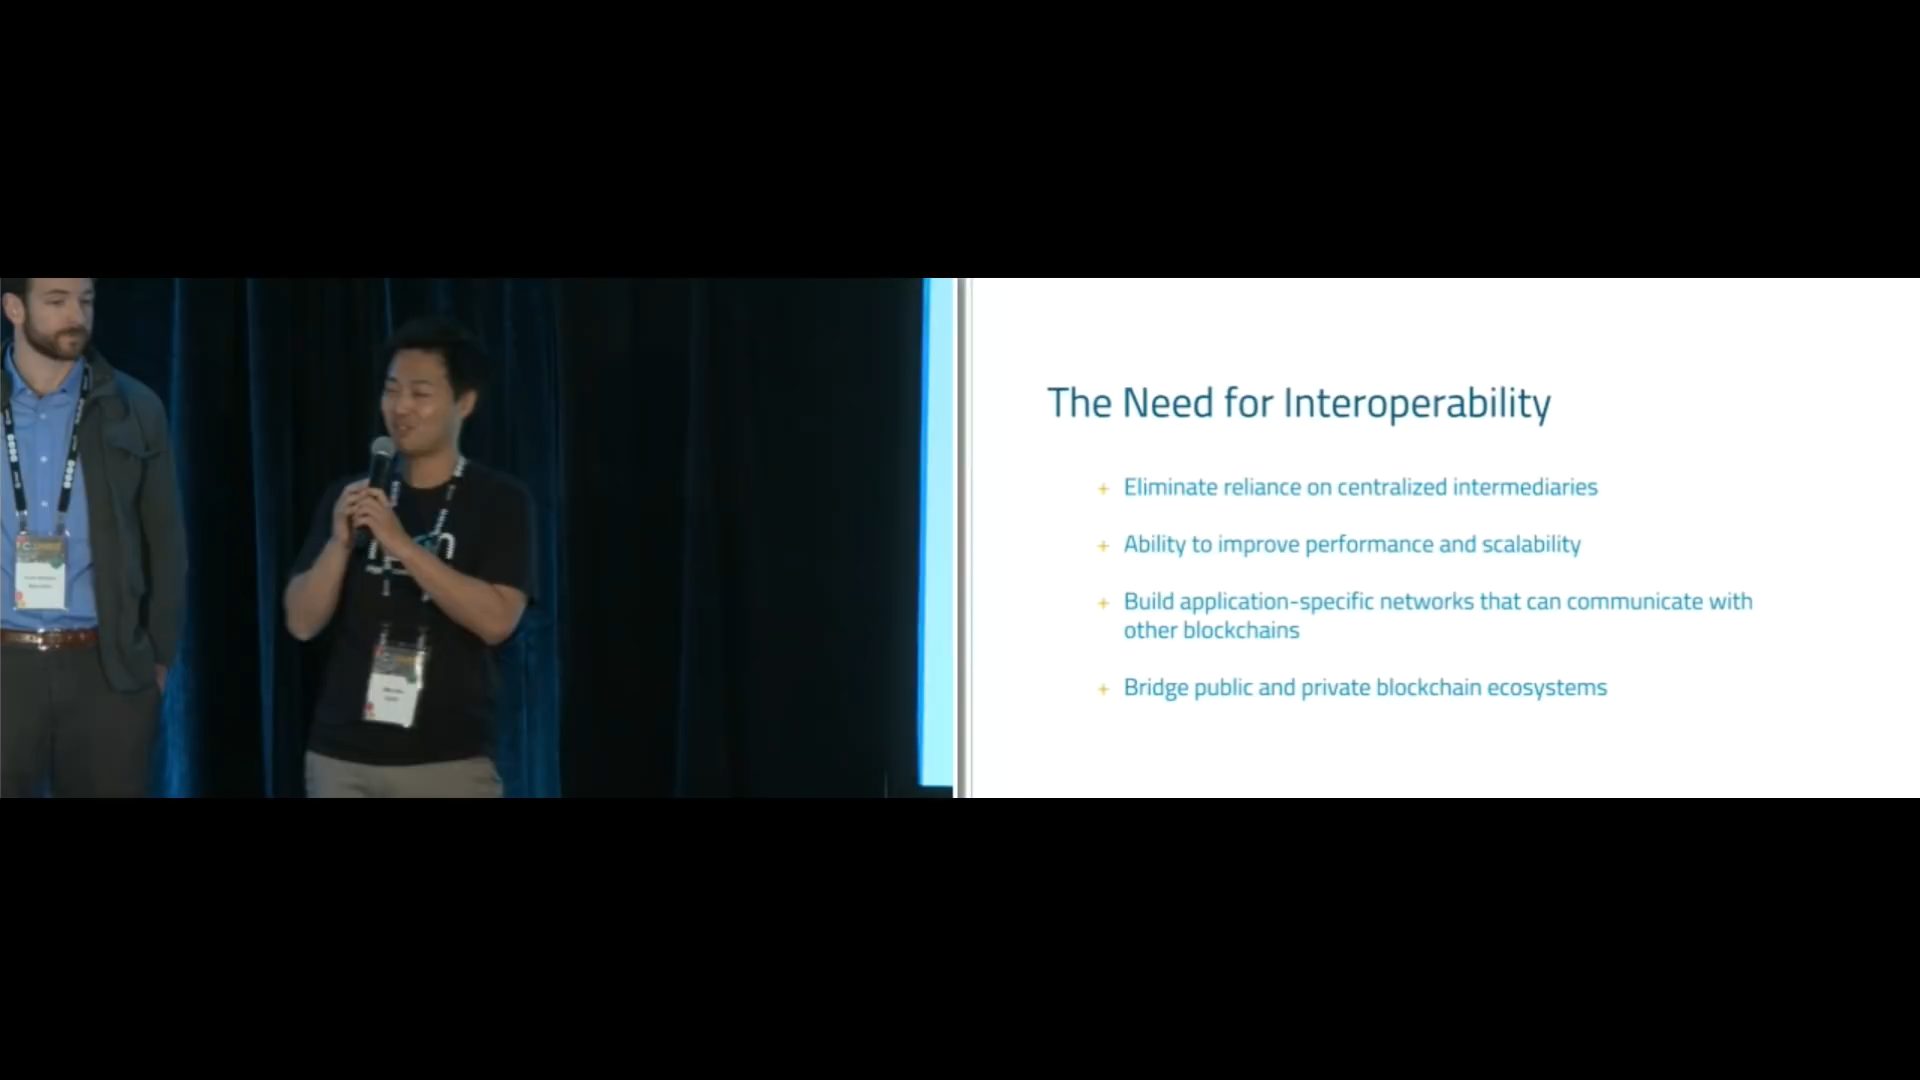 The Need for Interoperability
+ Eliminate reliance on centralized intermediaries
+ Ability to improve performance and scalability
+ Build application-specific networks that can communicate with
other blockchains
+ Bridge public and private blockchain ecosystems